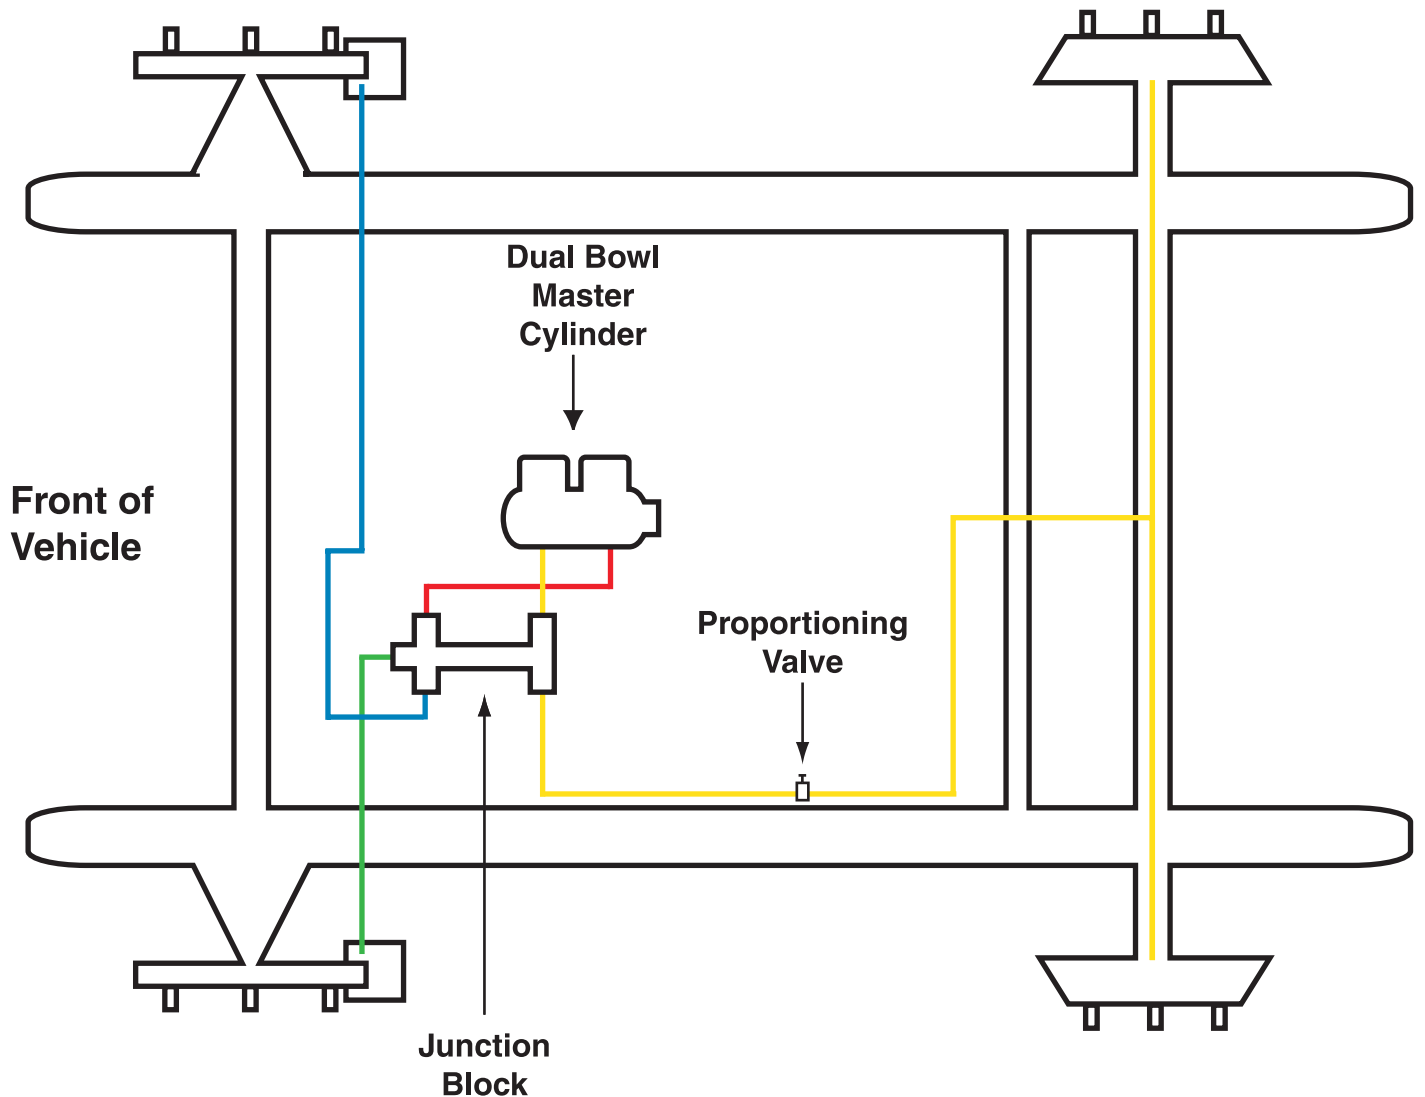 Dual Bowl
Master
Cylinder
Front of
Vehicle
Proportioning
Valve
Junction
Block